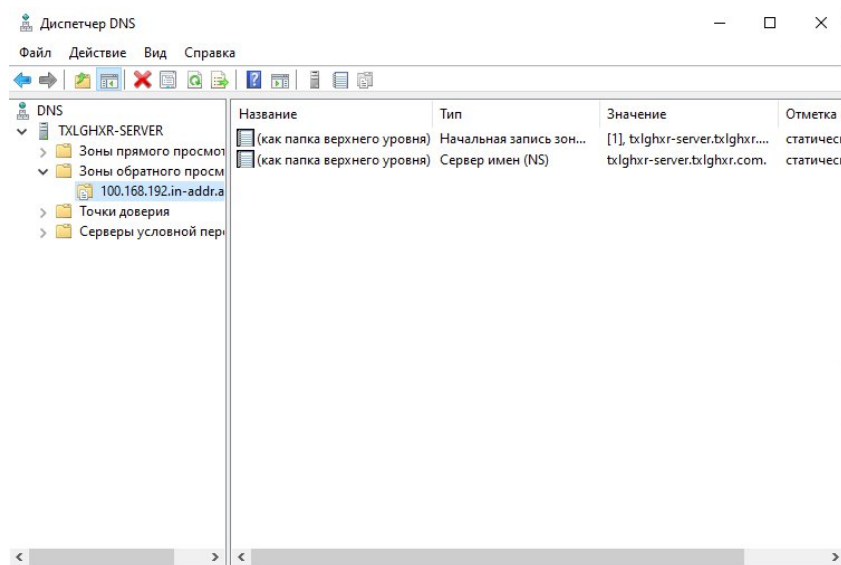 Диспетчер DNS
Файл Действие Вид Справка
DNS
TXLGHXR-SERVER
Зоны прямого просмот
Зоны обратного просм
100.168.192.in-addr.a
Точки доверия
Серверы условной пер
Название Тип Значение Отметка
(как папка верхнего уровня) Начальная запись зон... [1], txlghxr-server.txlghxr.... статичес
(как папка верхнего уровня) Сервер имен (NS) txlghxr-server.txlghxr.com. статичес